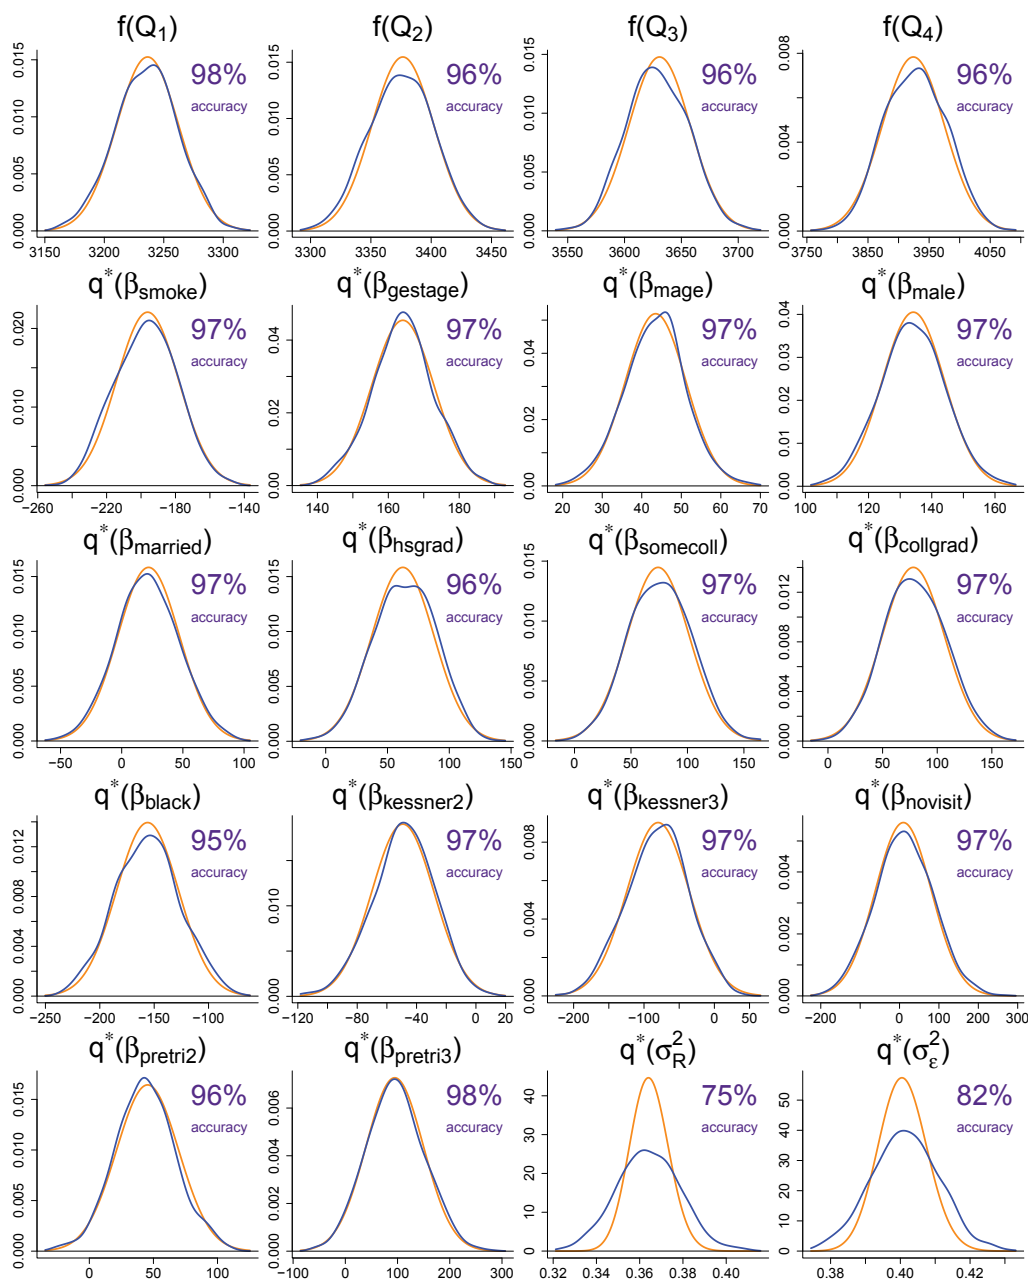 f(Q1) f(Q2) f(Q3) f(Q4)
98% 96% 96% 96%
accuracy accuracy accuracy accuracy
0.000 0.005 0.010 0.015
3150 3200 3250 3300
0.000 0.005 0.010 0.015
3300 3350 3400 3450
0.000 0.005 0.010 0.015
3550 3600 3650 3700
0.000 0.004 0.008
3750 3850 3950 4050
q*(βsmoke) q*(βgestage) q*(βmage) q*(βmale)
97% 97% 97% 97%
accuracy accuracy accuracy accuracy
0.000 0.010 0.020
−260 −220 −180 −140
0.00 0.02 0.04
140 160 180
0.00 0.02 0.04
20 30 40 50 60 70
0.00 0.01 0.02 0.03 0.04
100 120 140 160
q*(βmarried) q*(βhsgrad) q*(βsomecoll) q*(βcollgrad)
97% 96% 97% 97%
accuracy accuracy accuracy accuracy
0.000 0.005 0.010 0.015
−50 0 50 100
0.000 0.005 0.010 0.015
0 50 100 150
0.000 0.005 0.010 0.015
0 50 100 150
0.000 0.004 0.008 0.012
0 50 100 150
q*(βblack) q*(βkessner2) q*(βkessner3) q*(βnovisit)
95% 97% 97% 97%
accuracy accuracy accuracy accuracy
0.000 0.004 0.008 0.012
−250 −200 −150 −100
0.000 0.010
−120 −80 −60 −40 −20 0 20
0.000 0.004 0.008
−200 −100 −50 0 50
0.000 0.002 0.004
−200 0 100 200 300
q*(βpretri2) q*(βpretri3) q*(σ²R) q*(σ²ε)
96% 98% 75% 82%
accuracy accuracy accuracy accuracy
0.000 0.005 0.010 0.015
0 50 100
0.000 0.002 0.004 0.006
−100 0 100 200 300
0 10 20 30 40
0.32 0.34 0.36 0.38 0.40
0 10 20 30 40 50
0.38 0.40 0.42